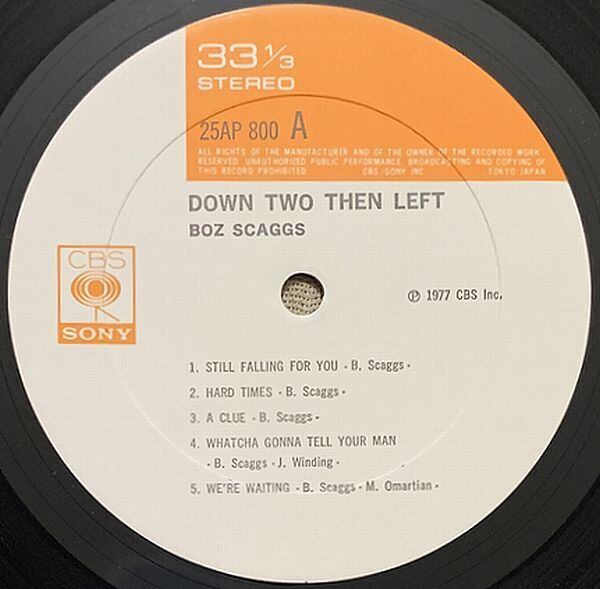 33 1/3
STEREO
25AP 800 A
ALL RIGHTS OF THE MANUFACTURER AND OF THE OWNER OF THE RECORDED WORK
RESERVED UNAUTHORIZED PUBLIC PERFORMANCE, BROADCASTING AND COPYING OF
THIS RECORD PROHIBITED CBS/SONY INC TOKYO JAPAN
DOWN TWO THEN LEFT
BOZ SCAGGS
CBS
SONY
℗ 1977 CBS Inc.
1. STILL FALLING FOR YOU - B. Scaggs -
2. HARD TIMES - B. Scaggs -
3. A CLUE - B. Scaggs -
4. WHATCHA GONNA TELL YOUR MAN
- B. Scaggs - J. Winding -
5. WE'RE WAITING - B. Scaggs - M. Omartian -